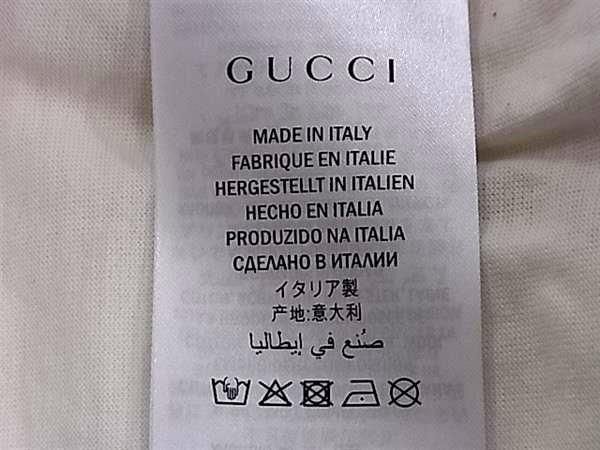 GUCCI
MADE IN ITALY
FABRIQUE EN ITALIE
HERGESTELLT IN ITALIEN
HECHO EN ITALIA
PRODUZIDO NA ITALIA
СДЕЛАНО В ИТАЛИИ
イタリア製
产地:意大利
صُنع في إيطاليا